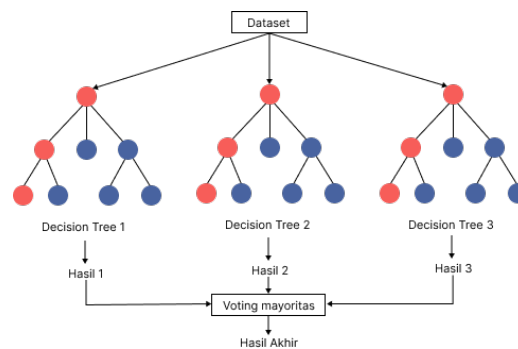 Dataset
Decision Tree 1
Decision Tree 2
Decision Tree 3
Hasil 1
Hasil 2
Hasil 3
Voting mayoritas
Hasil Akhir